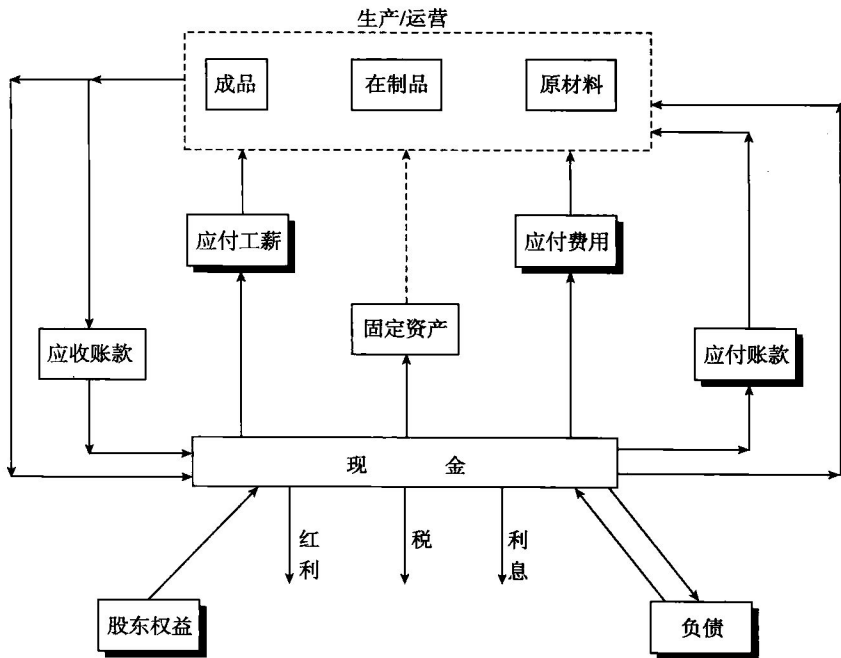 生产/运营
成品
在制品
原材料
应付工薪
应付费用
固定资产
应收账款
应付账款
现 金
红利
税
利息
股东权益
负债